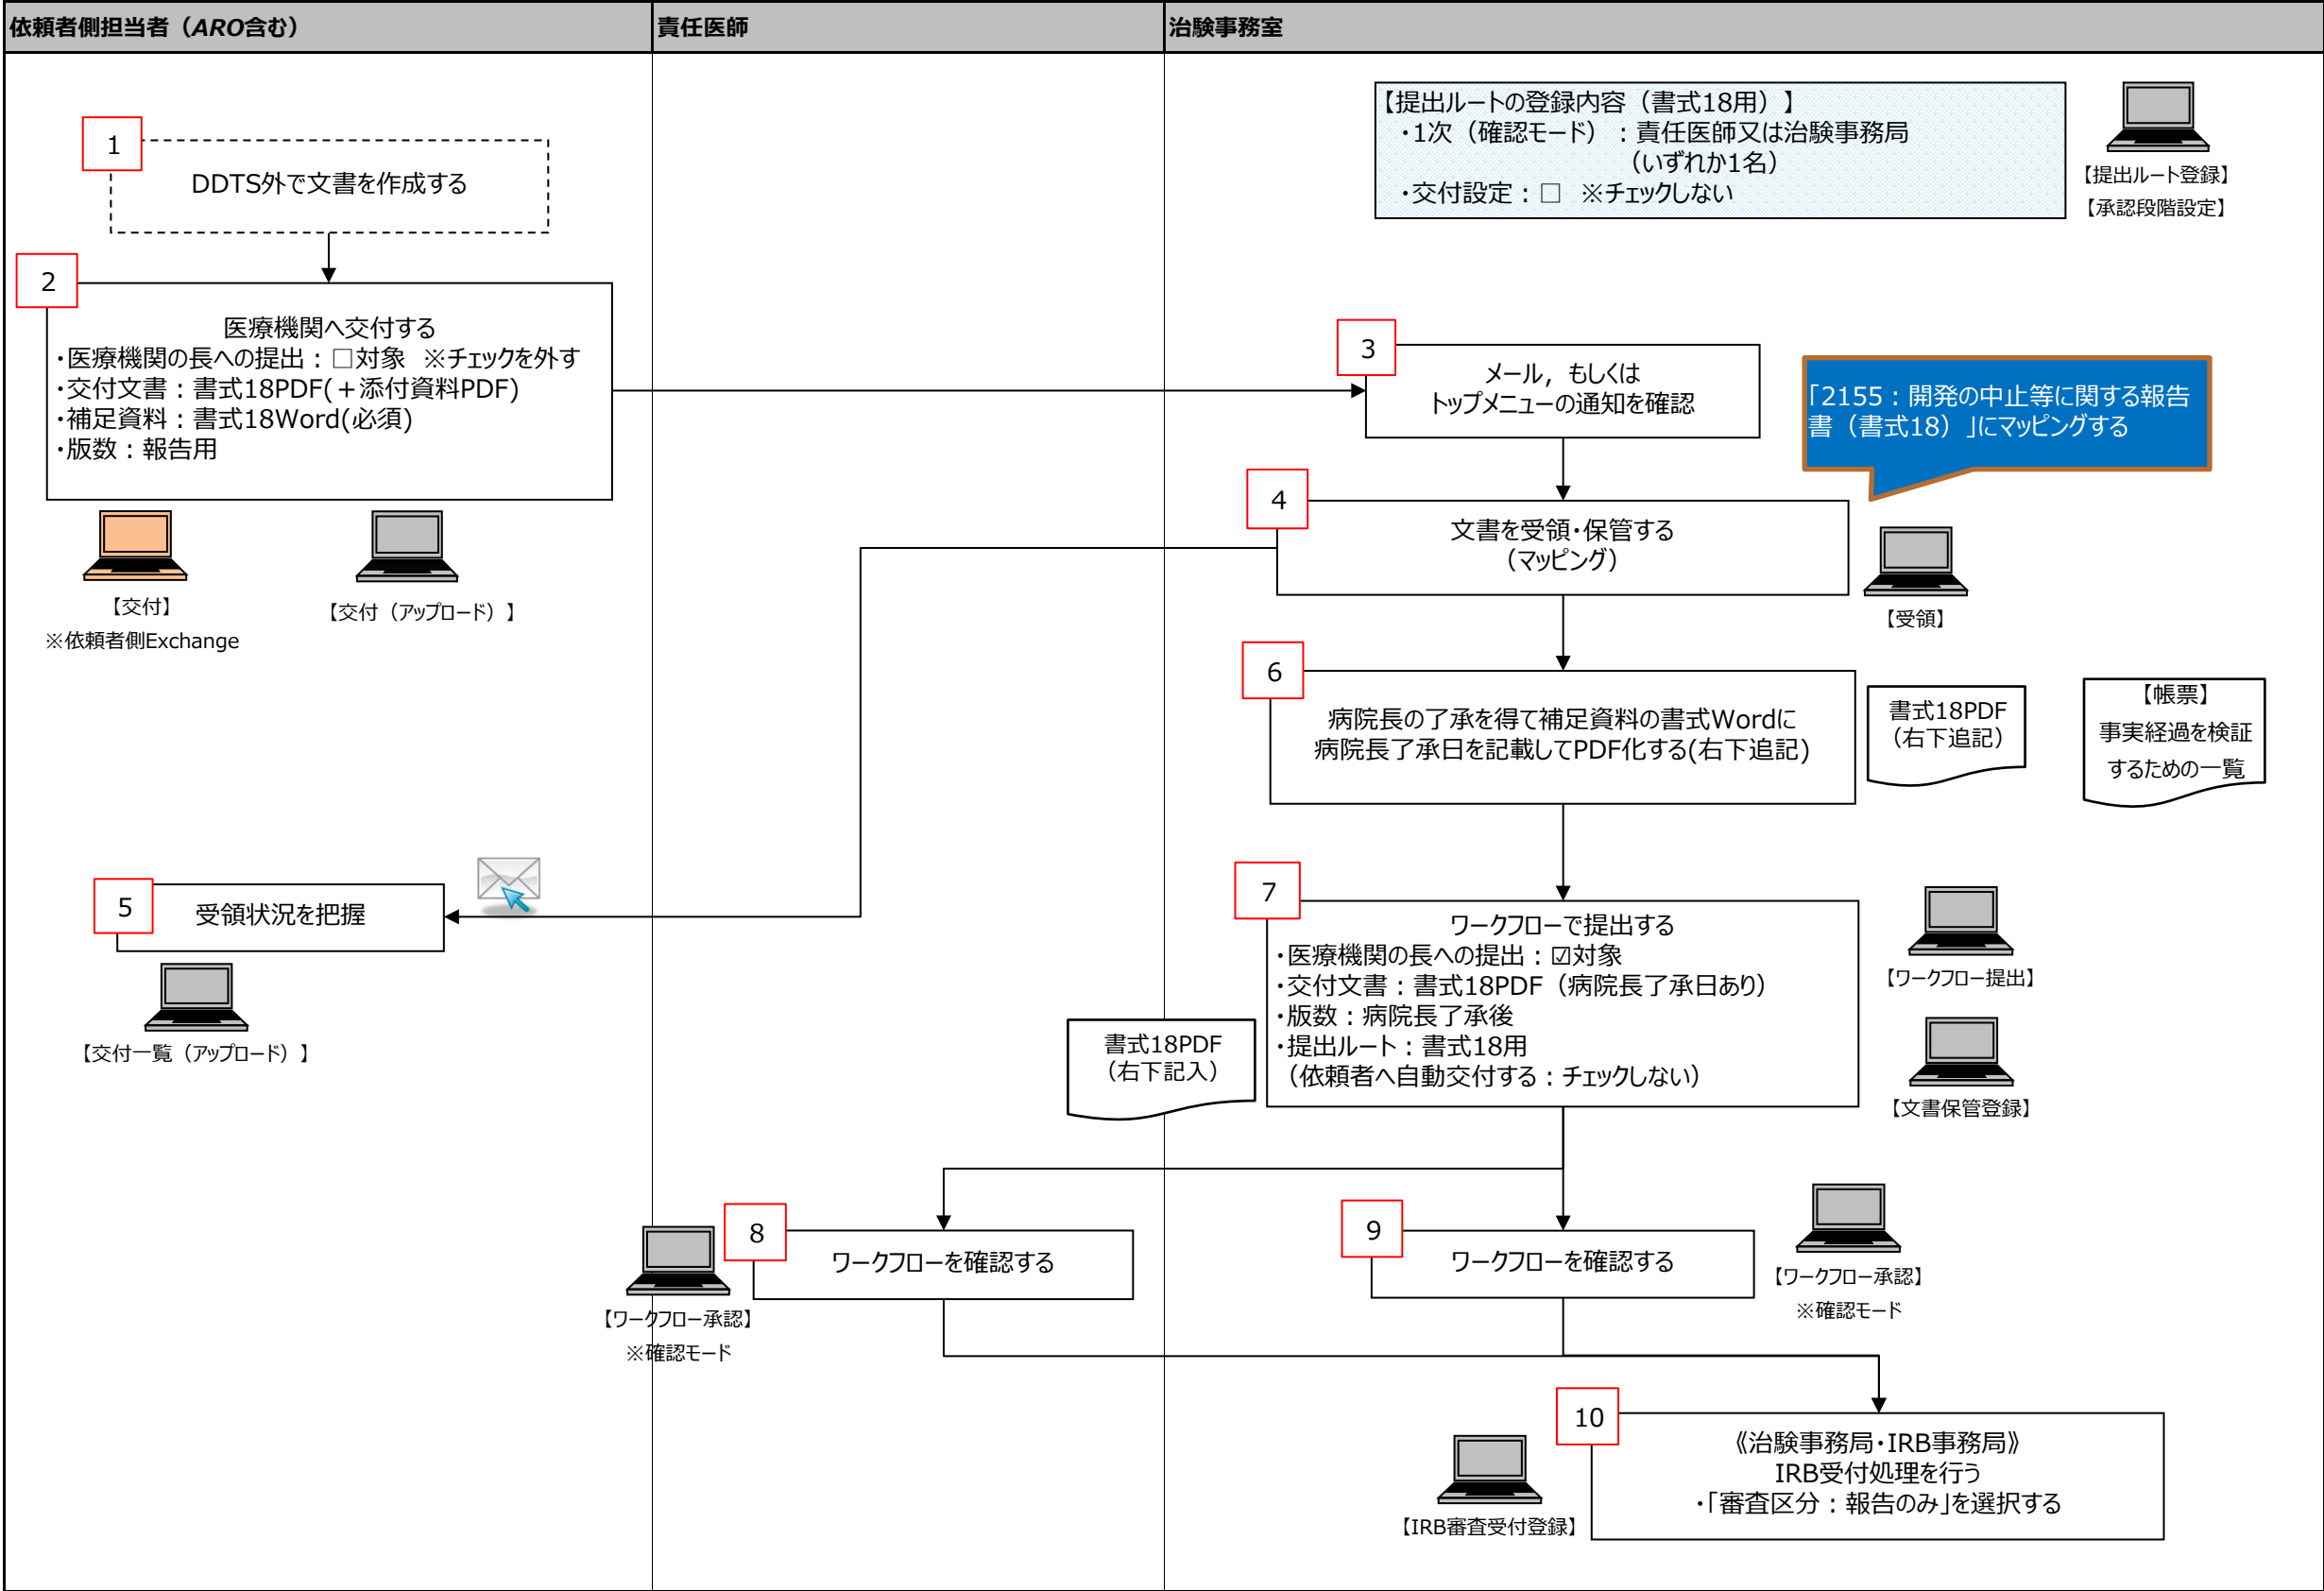 依頼者側担当者（ARO含む）
責任医師
治験事務室
【提出ルートの登録内容（書式18用）】
・1次（確認モード）：責任医師又は治験事務局
（いずれか1名）
・交付設定：□　※チェックしない
【提出ルート登録】
【承認段階設定】
1
DDTS外で文書を作成する
2
医療機関へ交付する
・医療機関の長への提出：□対象　※チェックを外す
・交付文書：書式18PDF(＋添付資料PDF)
・補足資料：書式18Word(必須)
・版数：報告用
【交付】
※依頼者側Exchange
【交付（アップロード）】
3
メール，もしくは
トップメニューの通知を確認
「2155：開発の中止等に関する報告
書（書式18）」にマッピングする
4
文書を受領・保管する
（マッピング）
【受領】
6
病院長の了承を得て補足資料の書式Wordに
病院長了承日を記載してPDF化する(右下追記)
書式18PDF
（右下追記）
【帳票】
事実経過を検証
するための一覧
5
受領状況を把握
【交付一覧（アップロード）】
7
ワークフローで提出する
・医療機関の長への提出：☑対象
・交付文書：書式18PDF（病院長了承日あり）
・版数：病院長了承後
・提出ルート：書式18用
（依頼者へ自動交付する：チェックしない）
【ワークフロー提出】
【文書保管登録】
書式18PDF
（右下記入）
8
ワークフローを確認する
【ワークフロー承認】
※確認モード
9
ワークフローを確認する
【ワークフロー承認】
※確認モード
10
《治験事務局・IRB事務局》
IRB受付処理を行う
・「審査区分：報告のみ」を選択する
【IRB審査受付登録】